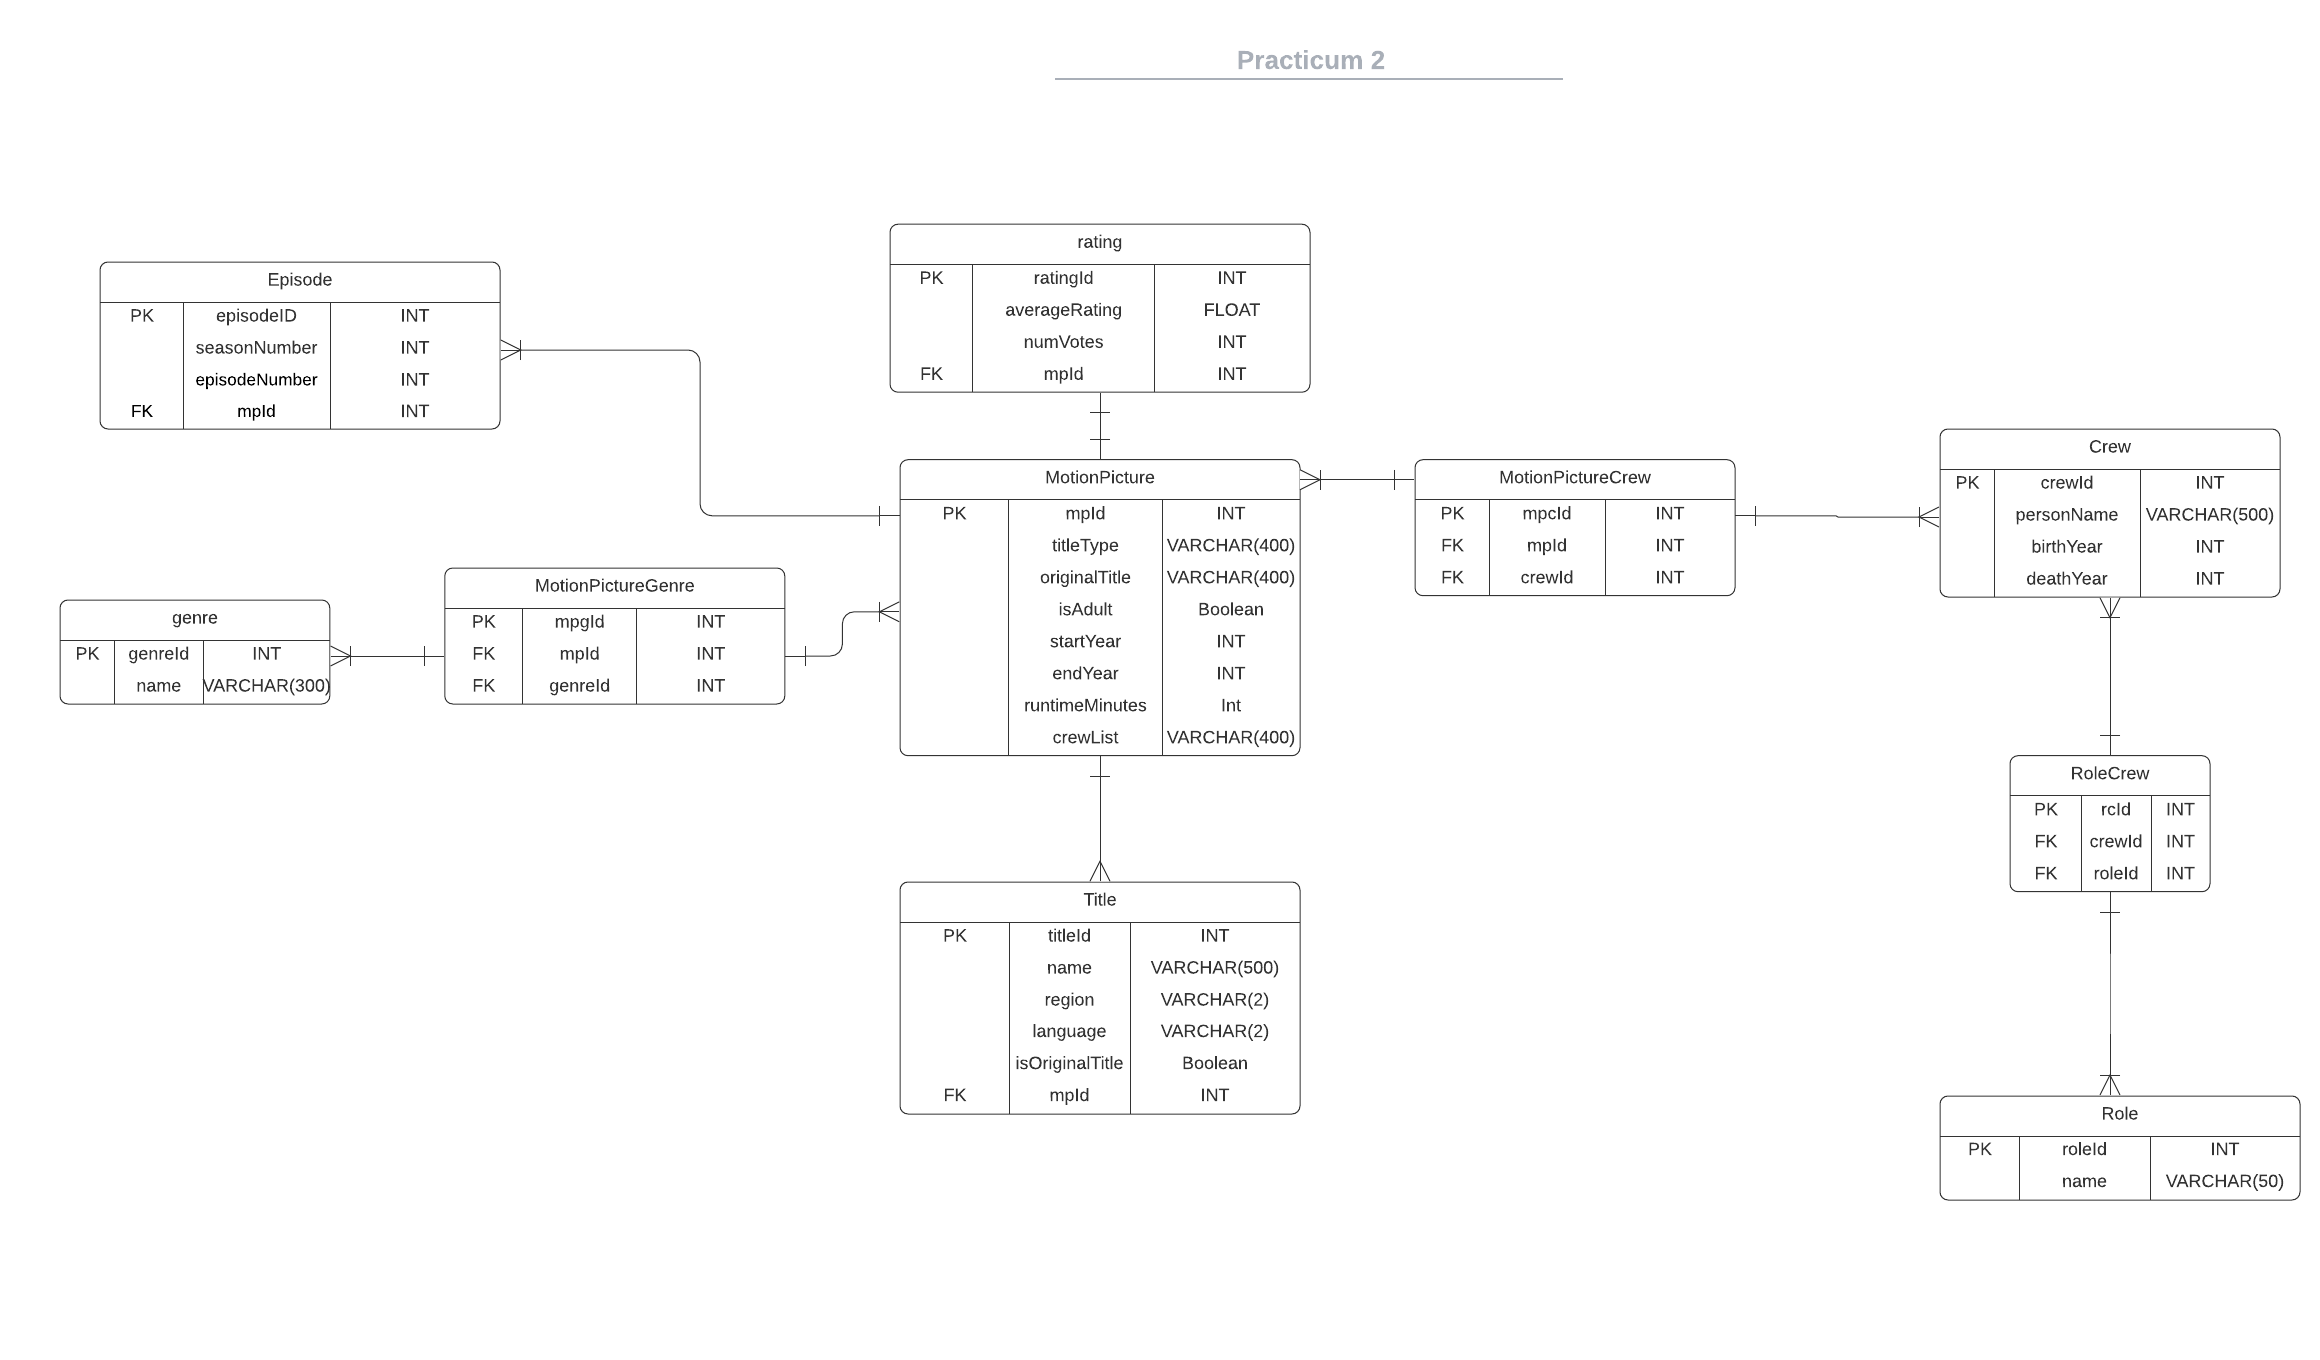 Practicum 2
rating
PK ratingId INT
averageRating FLOAT
numVotes INT
FK mpId INT
Episode
PK episodeID INT
seasonNumber INT
episodeNumber INT
FK mpId INT
MotionPicture
PK mpId INT
titleType VARCHAR(400)
originalTitle VARCHAR(400)
isAdult Boolean
startYear INT
endYear INT
runtimeMinutes Int
crewList VARCHAR(400)
MotionPictureCrew
PK mpcId INT
FK mpId INT
FK crewId INT
Crew
PK crewId INT
personName VARCHAR(500)
birthYear INT
deathYear INT
MotionPictureGenre
PK mpgId INT
FK mpId INT
FK genreId INT
genre
PK genreId INT
name VARCHAR(300)
RoleCrew
PK rcId INT
FK crewId INT
FK roleId INT
Title
PK titleId INT
name VARCHAR(500)
region VARCHAR(2)
language VARCHAR(2)
isOriginalTitle Boolean
FK mpId INT
Role
PK roleId INT
name VARCHAR(50)